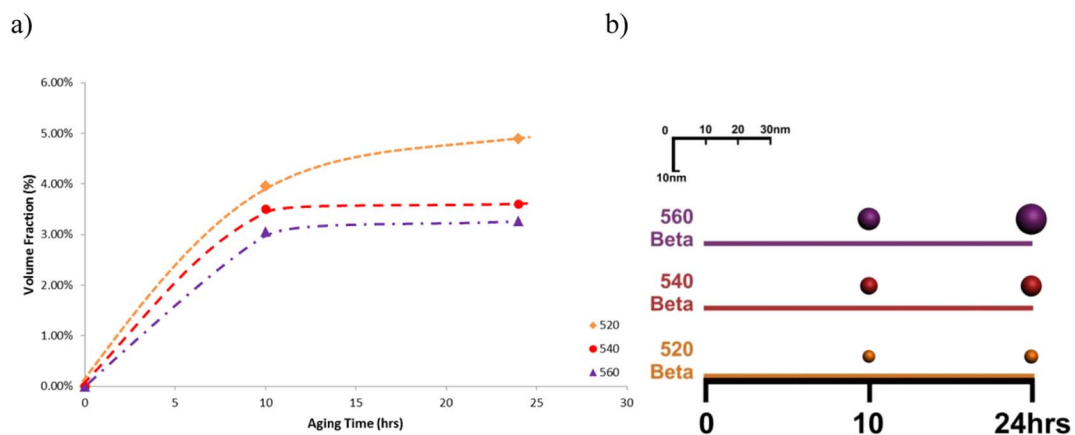 a)
b)
6.00%
5.00%
4.00%
3.00%
2.00%
1.00%
0.00%
Volume Fraction (%)
0 5 10 15 20 25 30
Aging Time (hrs)
520
540
560
0 10 20 30nm
10nm
560
Beta
540
Beta
520
Beta
0 10 24hrs